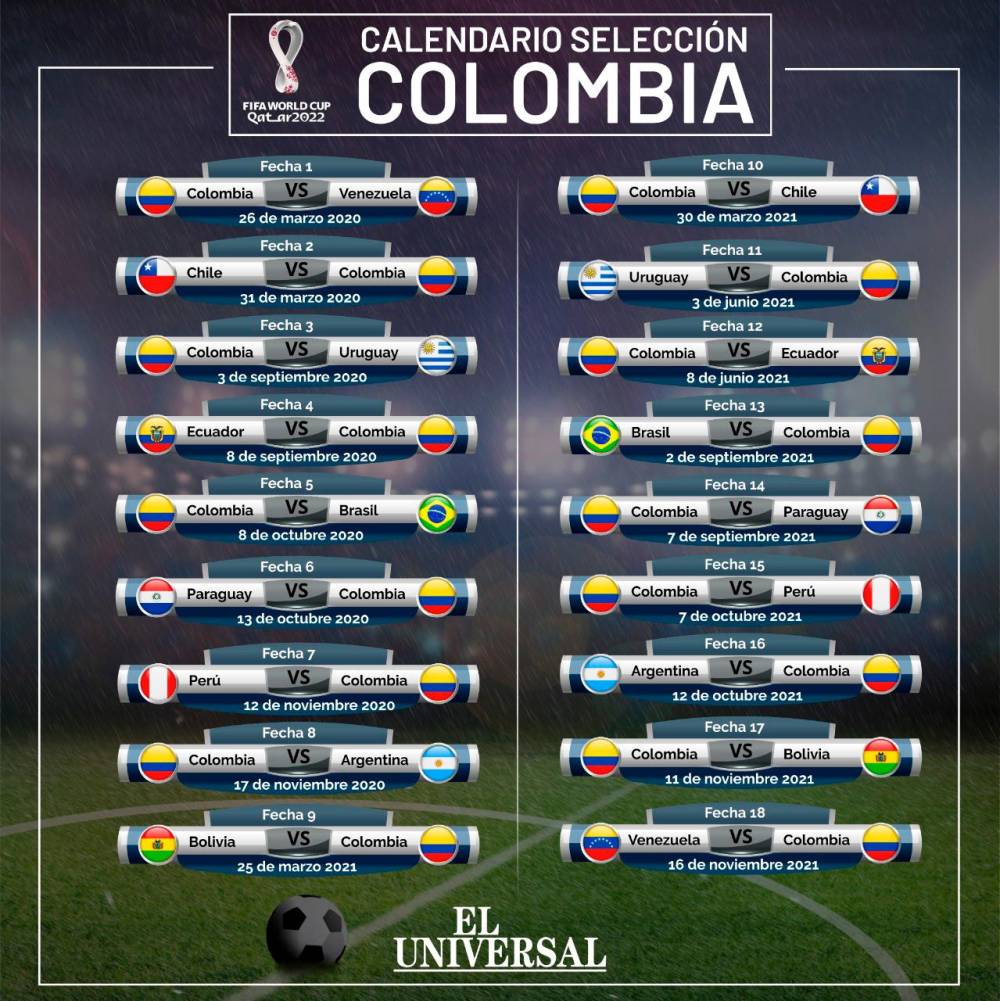 FIFA WORLD CUP
Qatar2022
CALENDARIO SELECCIÓN
COLOMBIA
Fecha 1
Colombia VS Venezuela
26 de marzo 2020
Fecha 2
Chile VS Colombia
31 de marzo 2020
Fecha 3
Colombia VS Uruguay
3 de septiembre 2020
Fecha 4
Ecuador VS Colombia
8 de septiembre 2020
Fecha 5
Colombia VS Brasil
8 de octubre 2020
Fecha 6
Paraguay VS Colombia
13 de octubre 2020
Fecha 7
Perú VS Colombia
12 de noviembre 2020
Fecha 8
Colombia VS Argentina
17 de noviembre 2020
Fecha 9
Bolivia VS Colombia
25 de marzo 2021
Fecha 10
Colombia VS Chile
30 de marzo 2021
Fecha 11
Uruguay VS Colombia
3 de junio 2021
Fecha 12
Colombia VS Ecuador
8 de junio 2021
Fecha 13
Brasil VS Colombia
2 de septiembre 2021
Fecha 14
Colombia VS Paraguay
7 de septiembre 2021
Fecha 15
Colombia VS Perú
7 de octubre 2021
Fecha 16
Argentina VS Colombia
12 de octubre 2021
Fecha 17
Colombia VS Bolivia
11 de noviembre 2021
Fecha 18
Venezuela VS Colombia
16 de noviembre 2021
EL
UNIVERSAL